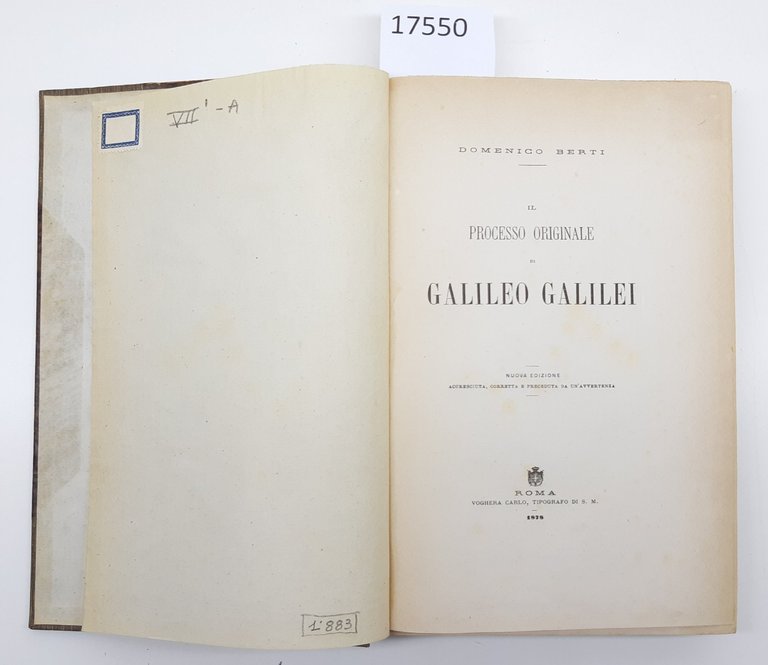 17550
VII' - A
DOMENICO BERTI
IL
PROCESSO ORIGINALE
DI
GALILEO GALILEI
NUOVA EDIZIONE
ACCRESCIUTA, CORRETTA E PRECEDUTA DA UN'AVVERTENZA
ROMA
VOGHERA CARLO, TIPOGRAFO DI S. M.
1878
1'883